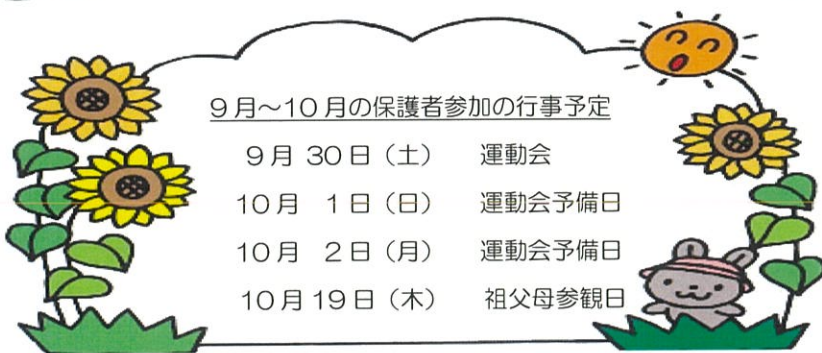 9月～10月の保護者参加の行事予定
9月 30日（土） 運動会
10月 1日（日） 運動会予備日
10月 2日（月） 運動会予備日
10月19日（木） 祖父母参観日